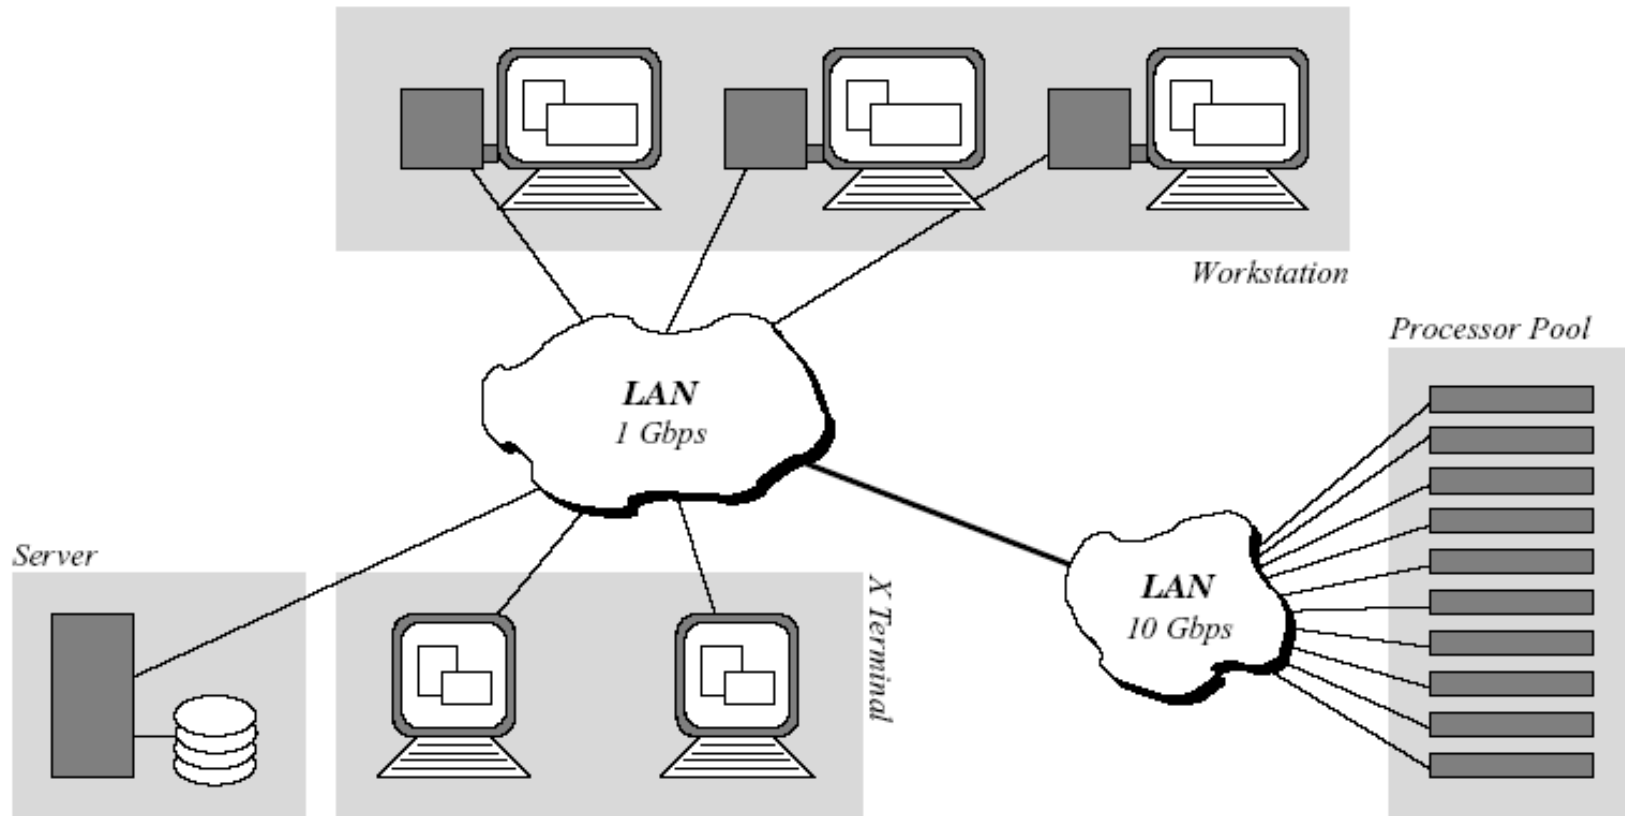 Workstation
Processor Pool
LAN
1 Gbps
Server
X Terminal
LAN
10 Gbps